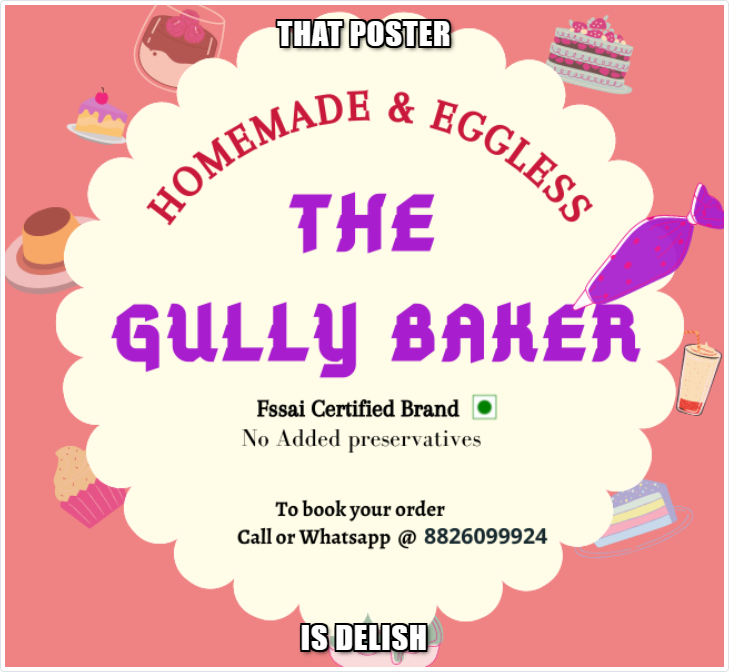 THAT POSTER
HOMEMADE & EGGLESS
THE
GULLY BAKER
Fssai Certified Brand
No Added preservatives
To book your order
Call or Whatsapp @ 8826099924
IS DELISH